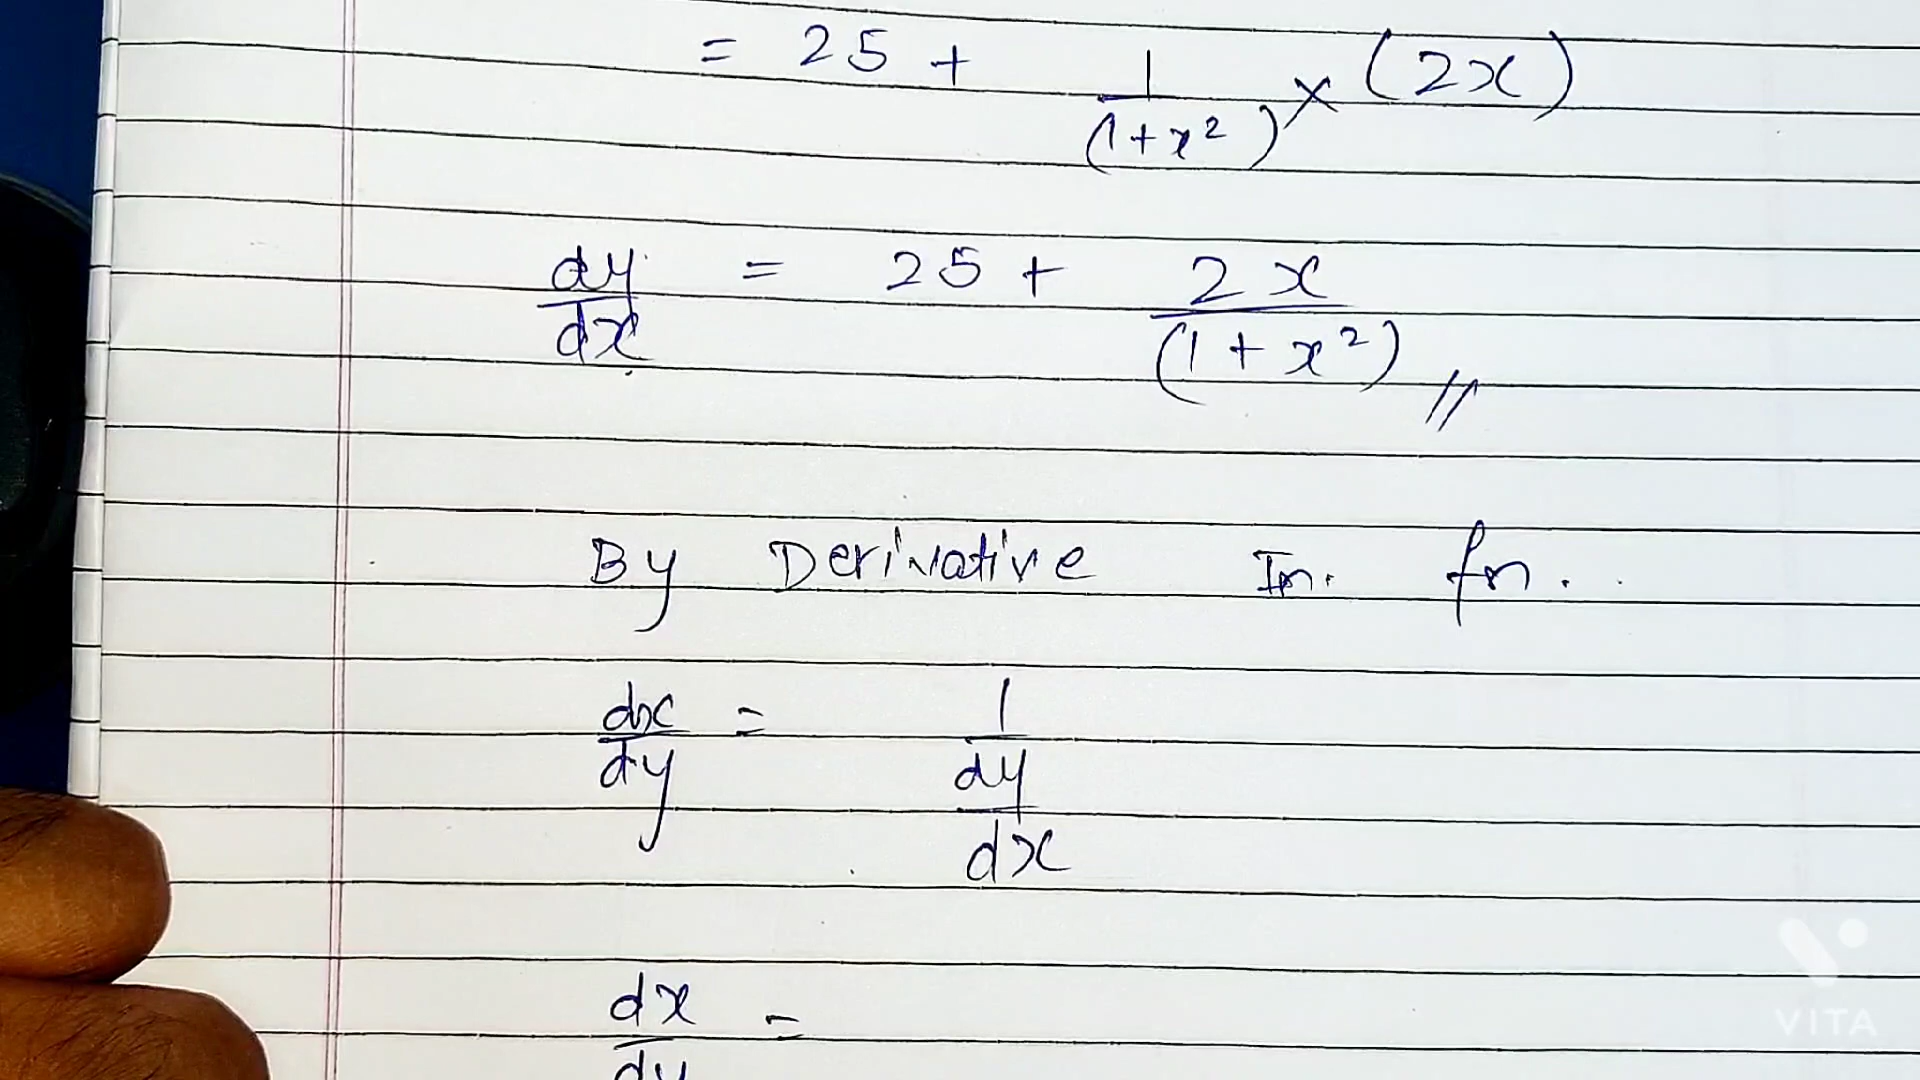 = 25 + 1/(1+x²) × (2x)
dy/dx = 25 + 2x/(1+x²) //
By Derivative In. fn.
dx/dy = 1/(dy/dx)
dx/dy =
VITA